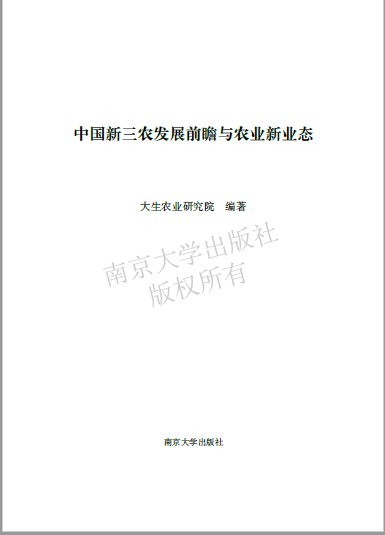 中国新三农发展前瞻与农业新业态
大生农业研究院　编著
南京大学出版社
版权所有
南京大学出版社